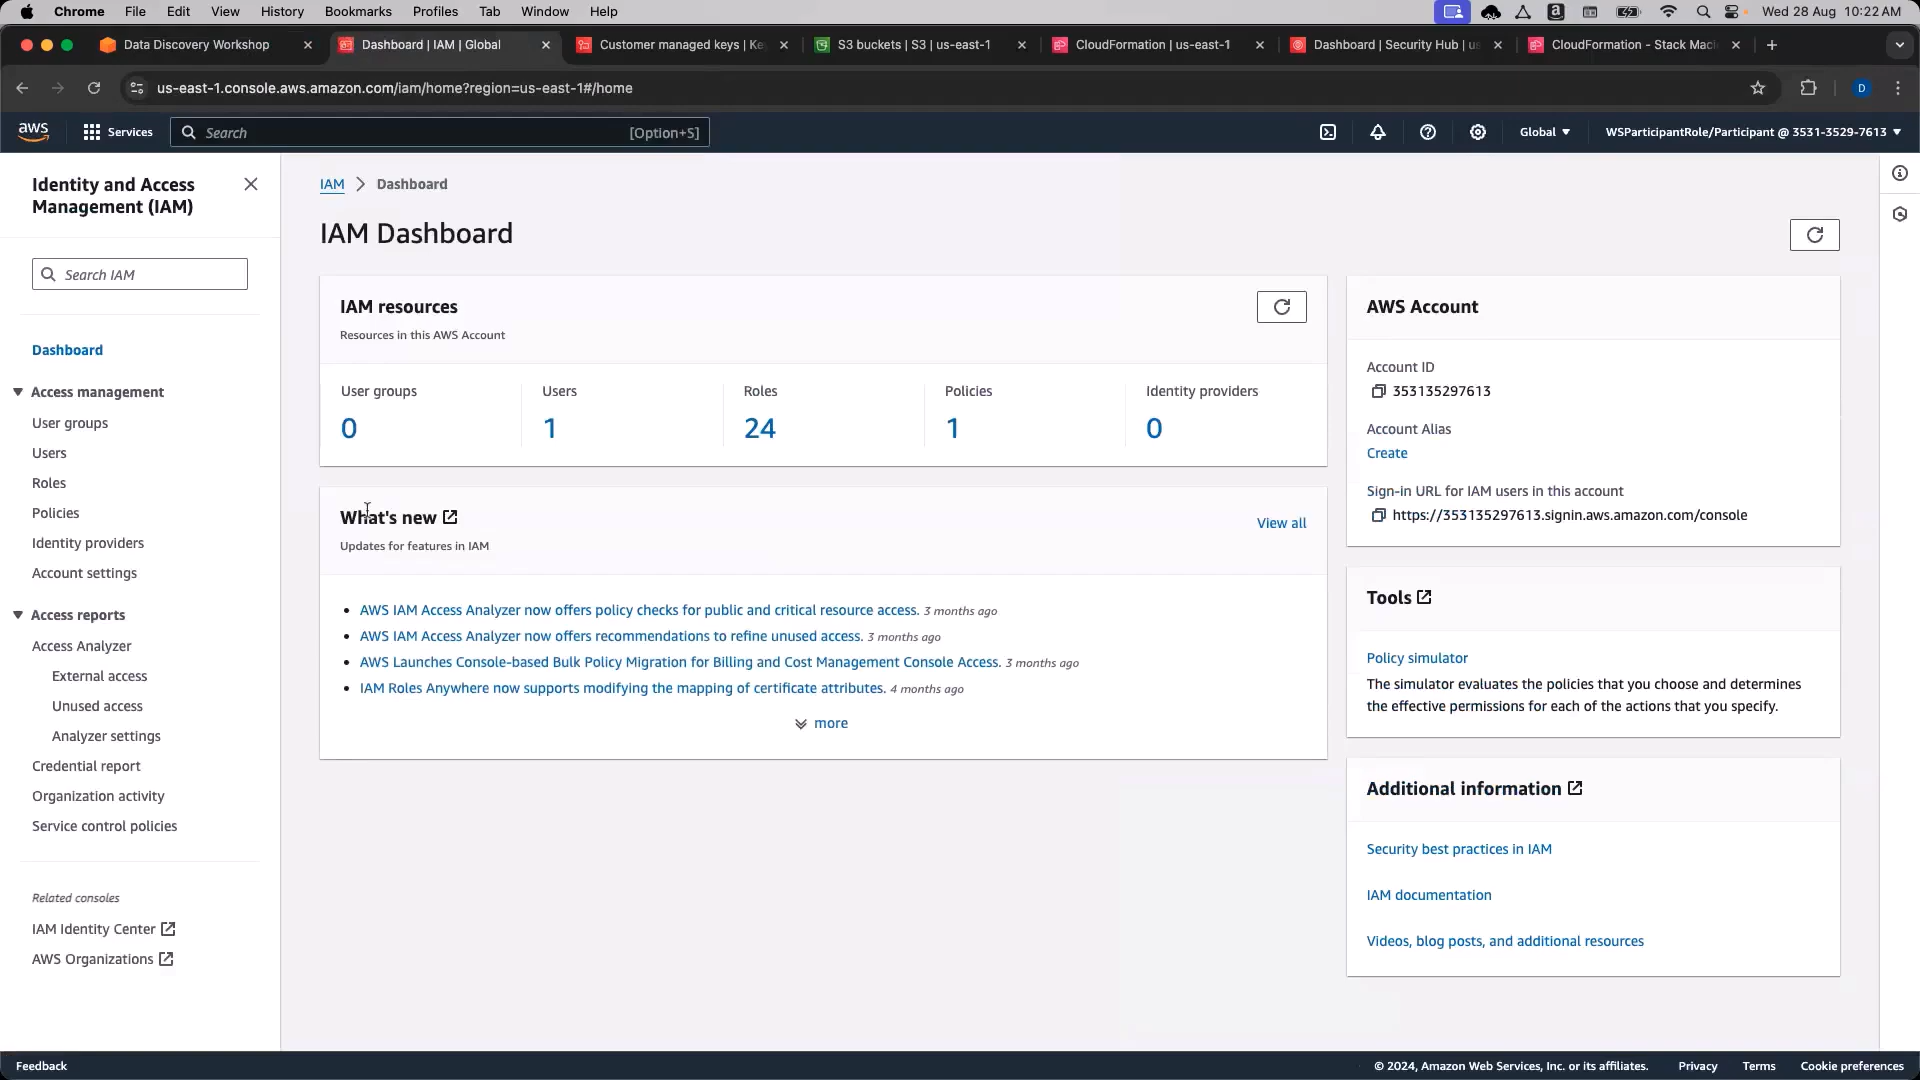 Chrome File Edit View History Bookmarks Profiles Tab Window Help Wed 28 Aug 10:22 AM
Data Discovery Workshop Dashboard | IAM | Global Customer managed keys | Ke S3 buckets | S3 | us-east-1 CloudFormation | us-east-1 Dashboard | Security Hub | us CloudFormation - Stack Maci
us-east-1.console.aws.amazon.com/iam/home?region=us-east-1#/home D
aws Services Search [Option+S] Global WSParticipantRole/Participant @ 3531-3529-7613
Identity and Access
Management (IAM)
Search IAM
Dashboard
Access management
User groups
Users
Roles
Policies
Identity providers
Account settings
Access reports
Access Analyzer
External access
Unused access
Analyzer settings
Credential report
Organization activity
Service control policies
Related consoles
IAM Identity Center
AWS Organizations
IAM > Dashboard
IAM Dashboard
IAM resources
Resources in this AWS Account
User groups Users Roles Policies Identity providers
0 1 24 1 0
What's new
View all
Updates for features in IAM
AWS IAM Access Analyzer now offers policy checks for public and critical resource access. 3 months ago
AWS IAM Access Analyzer now offers recommendations to refine unused access. 3 months ago
AWS Launches Console-based Bulk Policy Migration for Billing and Cost Management Console Access. 3 months ago
IAM Roles Anywhere now supports modifying the mapping of certificate attributes. 4 months ago
more
AWS Account
Account ID
353135297613
Account Alias
Create
Sign-in URL for IAM users in this account
https://353135297613.signin.aws.amazon.com/console
Tools
Policy simulator
The simulator evaluates the policies that you choose and determines
the effective permissions for each of the actions that you specify.
Additional information
Security best practices in IAM
IAM documentation
Videos, blog posts, and additional resources
Feedback © 2024, Amazon Web Services, Inc. or its affiliates. Privacy Terms Cookie preferences